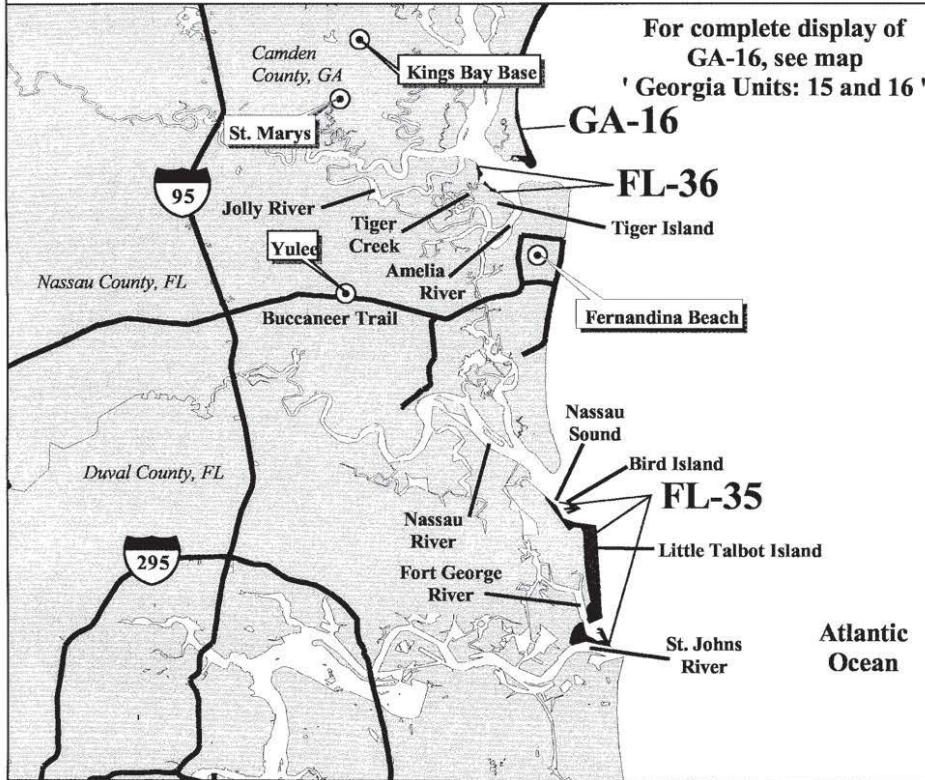 For complete display of
GA-16, see map
' Georgia Units: 15 and 16 '
Camden
County, GA
Kings Bay Base
GA-16
St. Marys
FL-36
95
Jolly River
Tiger
Creek
Tiger Island
Yulee
Amelia
River
Nassau County, FL
Buccaneer Trail
Fernandina Beach
Nassau
Sound
Bird Island
Duval County, FL
FL-35
Nassau
River
Little Talbot Island
295
Fort George
River
St. Johns
River
Atlantic
Ocean